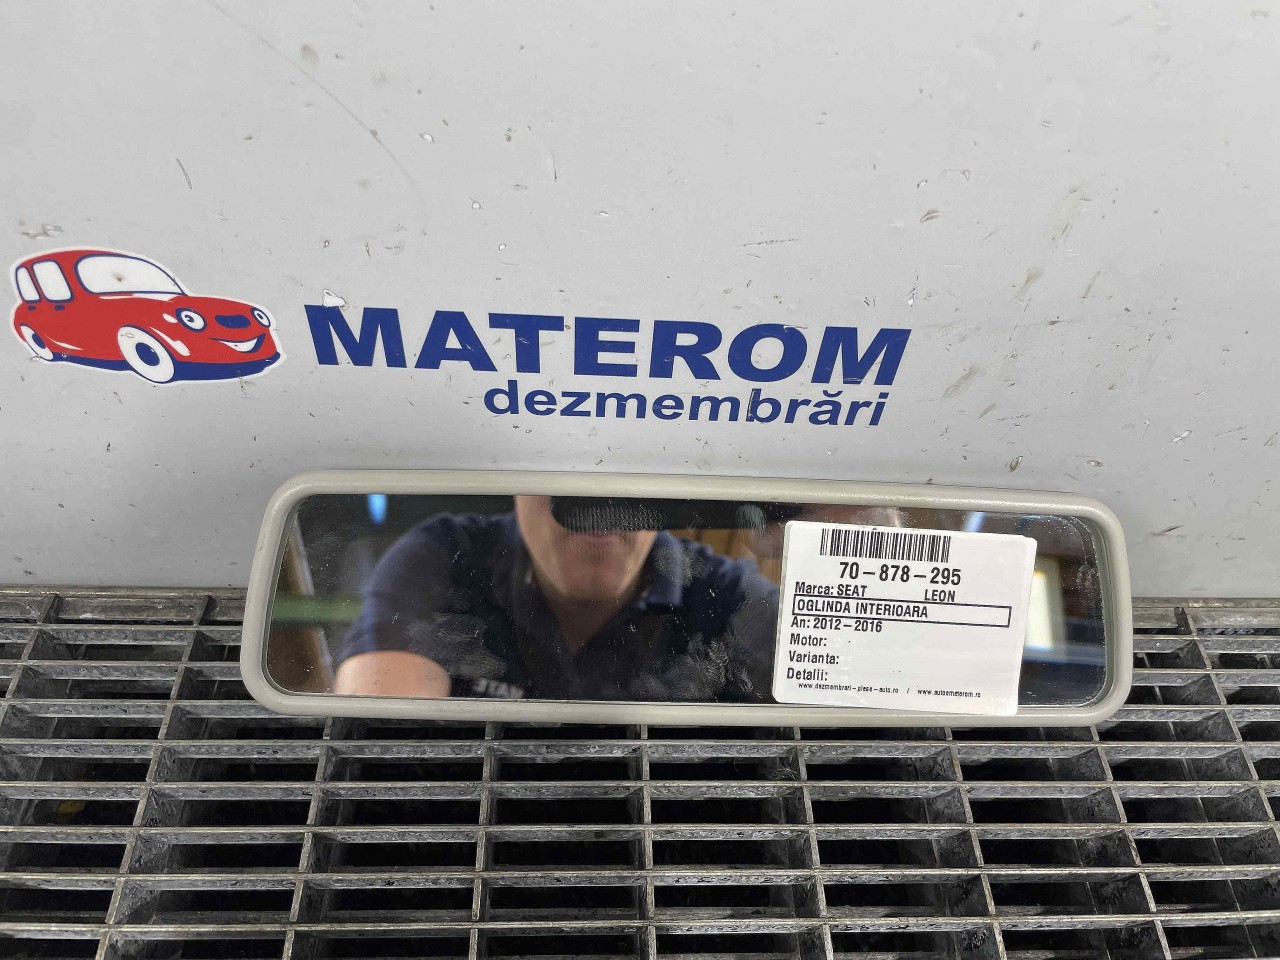 MATEROM
dezmembrări
70-878-295
Marca: SEAT LEON
OGLINDA INTERIOARA
An: 2012-2016
Motor:
Varianta:
Detalii:
www.dezmembrari-piese-auto.ro / www.autoematerom.ro